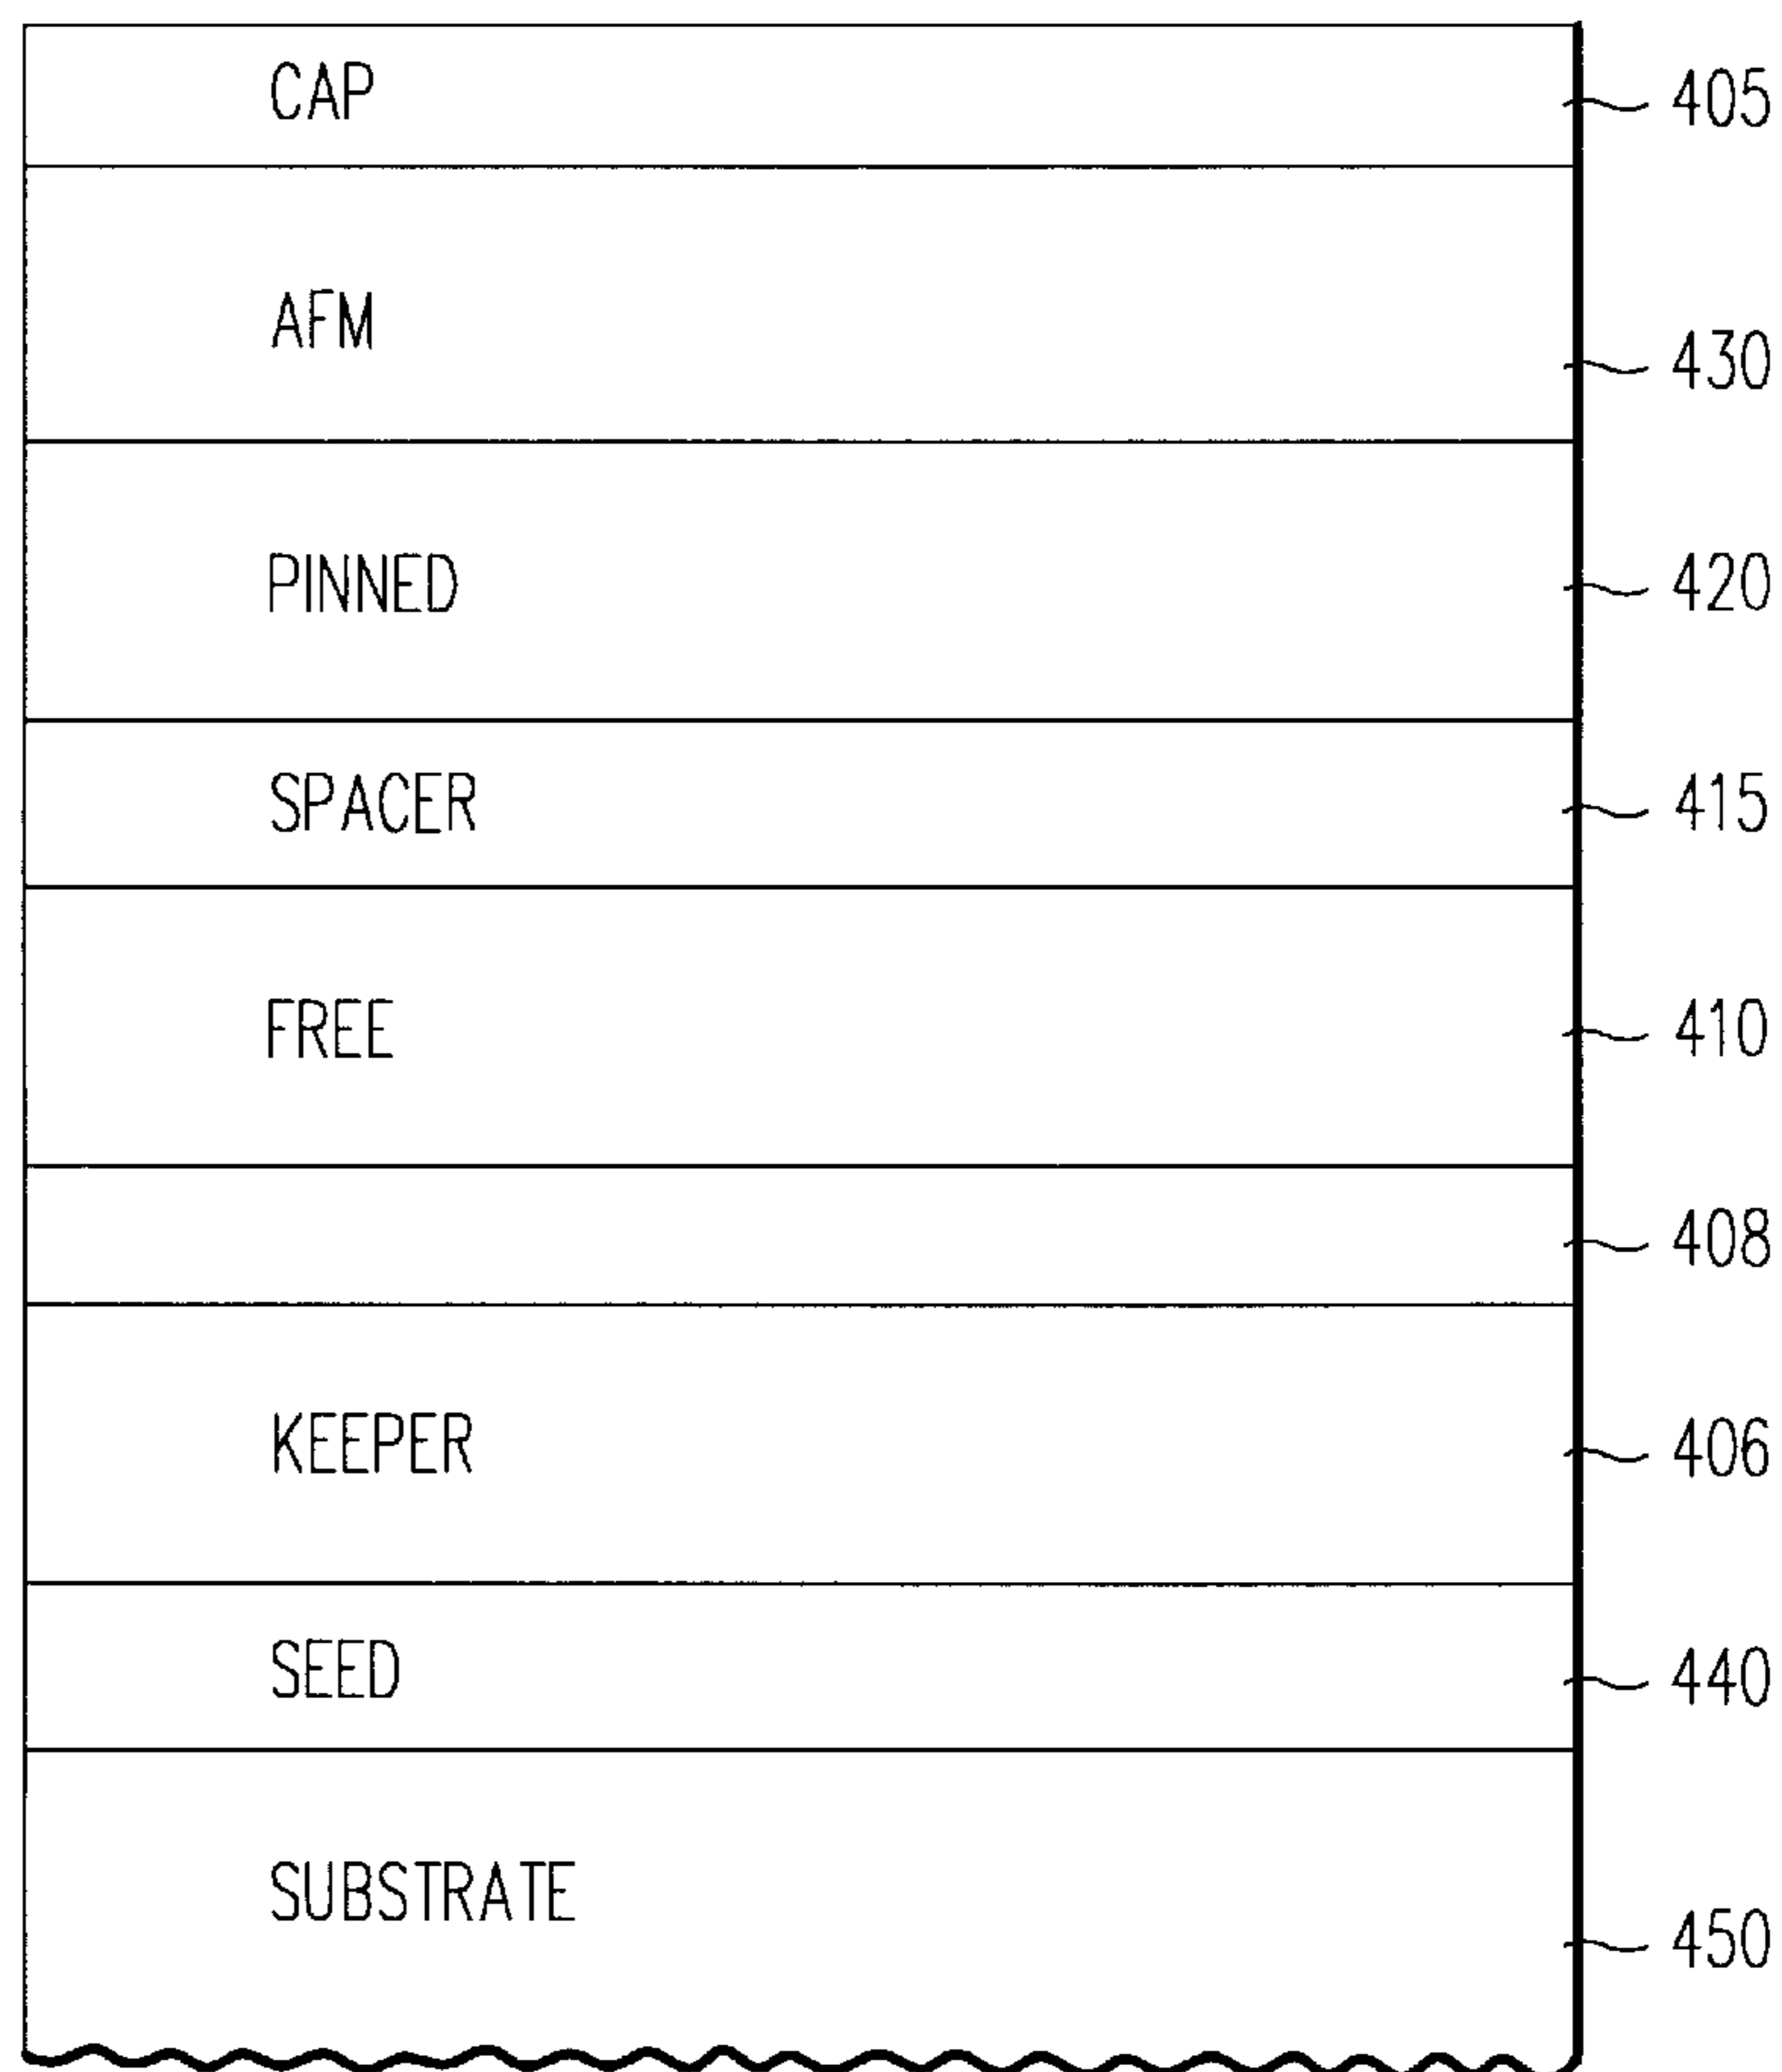 CAP 405
AFM 430
PINNED 420
SPACER 415
FREE 410
408
KEEPER 406
SEED 440
SUBSTRATE 450